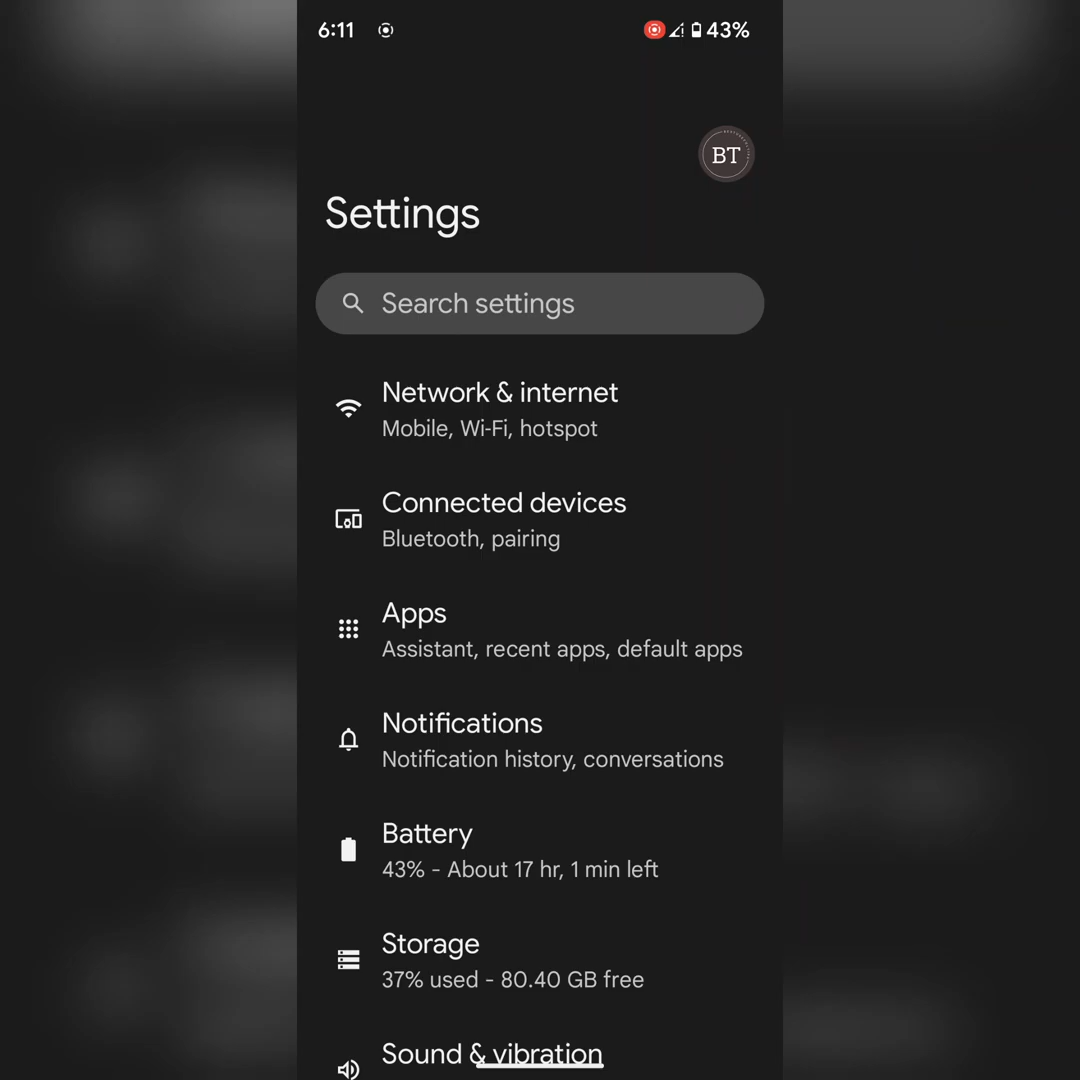 6:11 43%
BT
Settings
Search settings
Network & internet
Mobile, Wi-Fi, hotspot
Connected devices
Bluetooth, pairing
Apps
Assistant, recent apps, default apps
Notifications
Notification history, conversations
Battery
43% - About 17 hr, 1 min left
Storage
37% used - 80.40 GB free
Sound & vibration